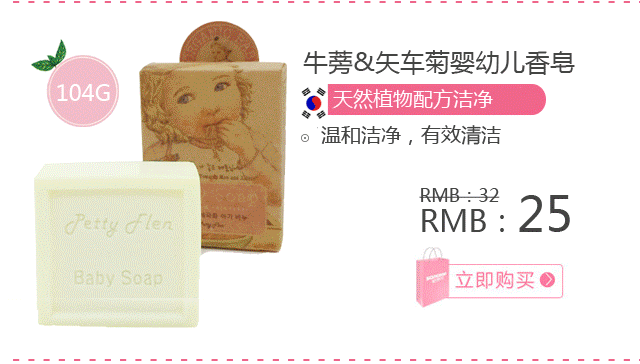 104G
牛蒡&矢车菊婴幼儿香皂
天然植物配方洁净
温和洁净，有效清洁
Petty Flen
Baby Soap
RMB：32
RMB：25
立即购买